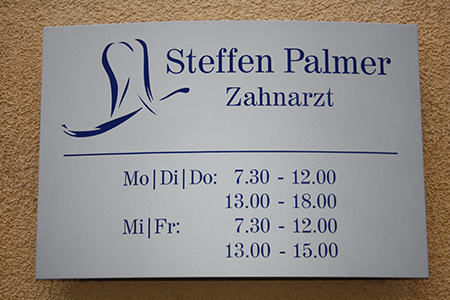 Steffen Palmer
Zahnarzt
Mo|Di|Do: 7.30 - 12.00
13.00 - 18.00
Mi|Fr: 7.30 - 12.00
13.00 - 15.00